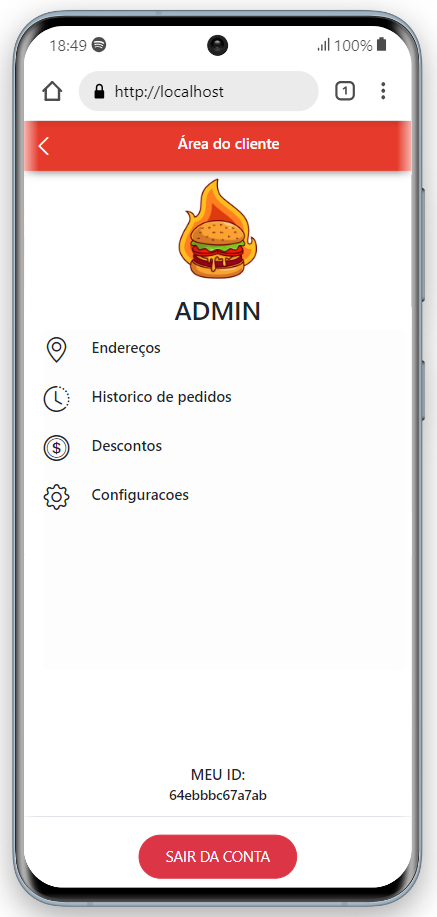 18:49 100%
http://localhost 1
Área do cliente
ADMIN
Endereços
Historico de pedidos
$ Descontos
Configuracoes
MEU ID:
64ebbbc67a7ab
SAIR DA CONTA